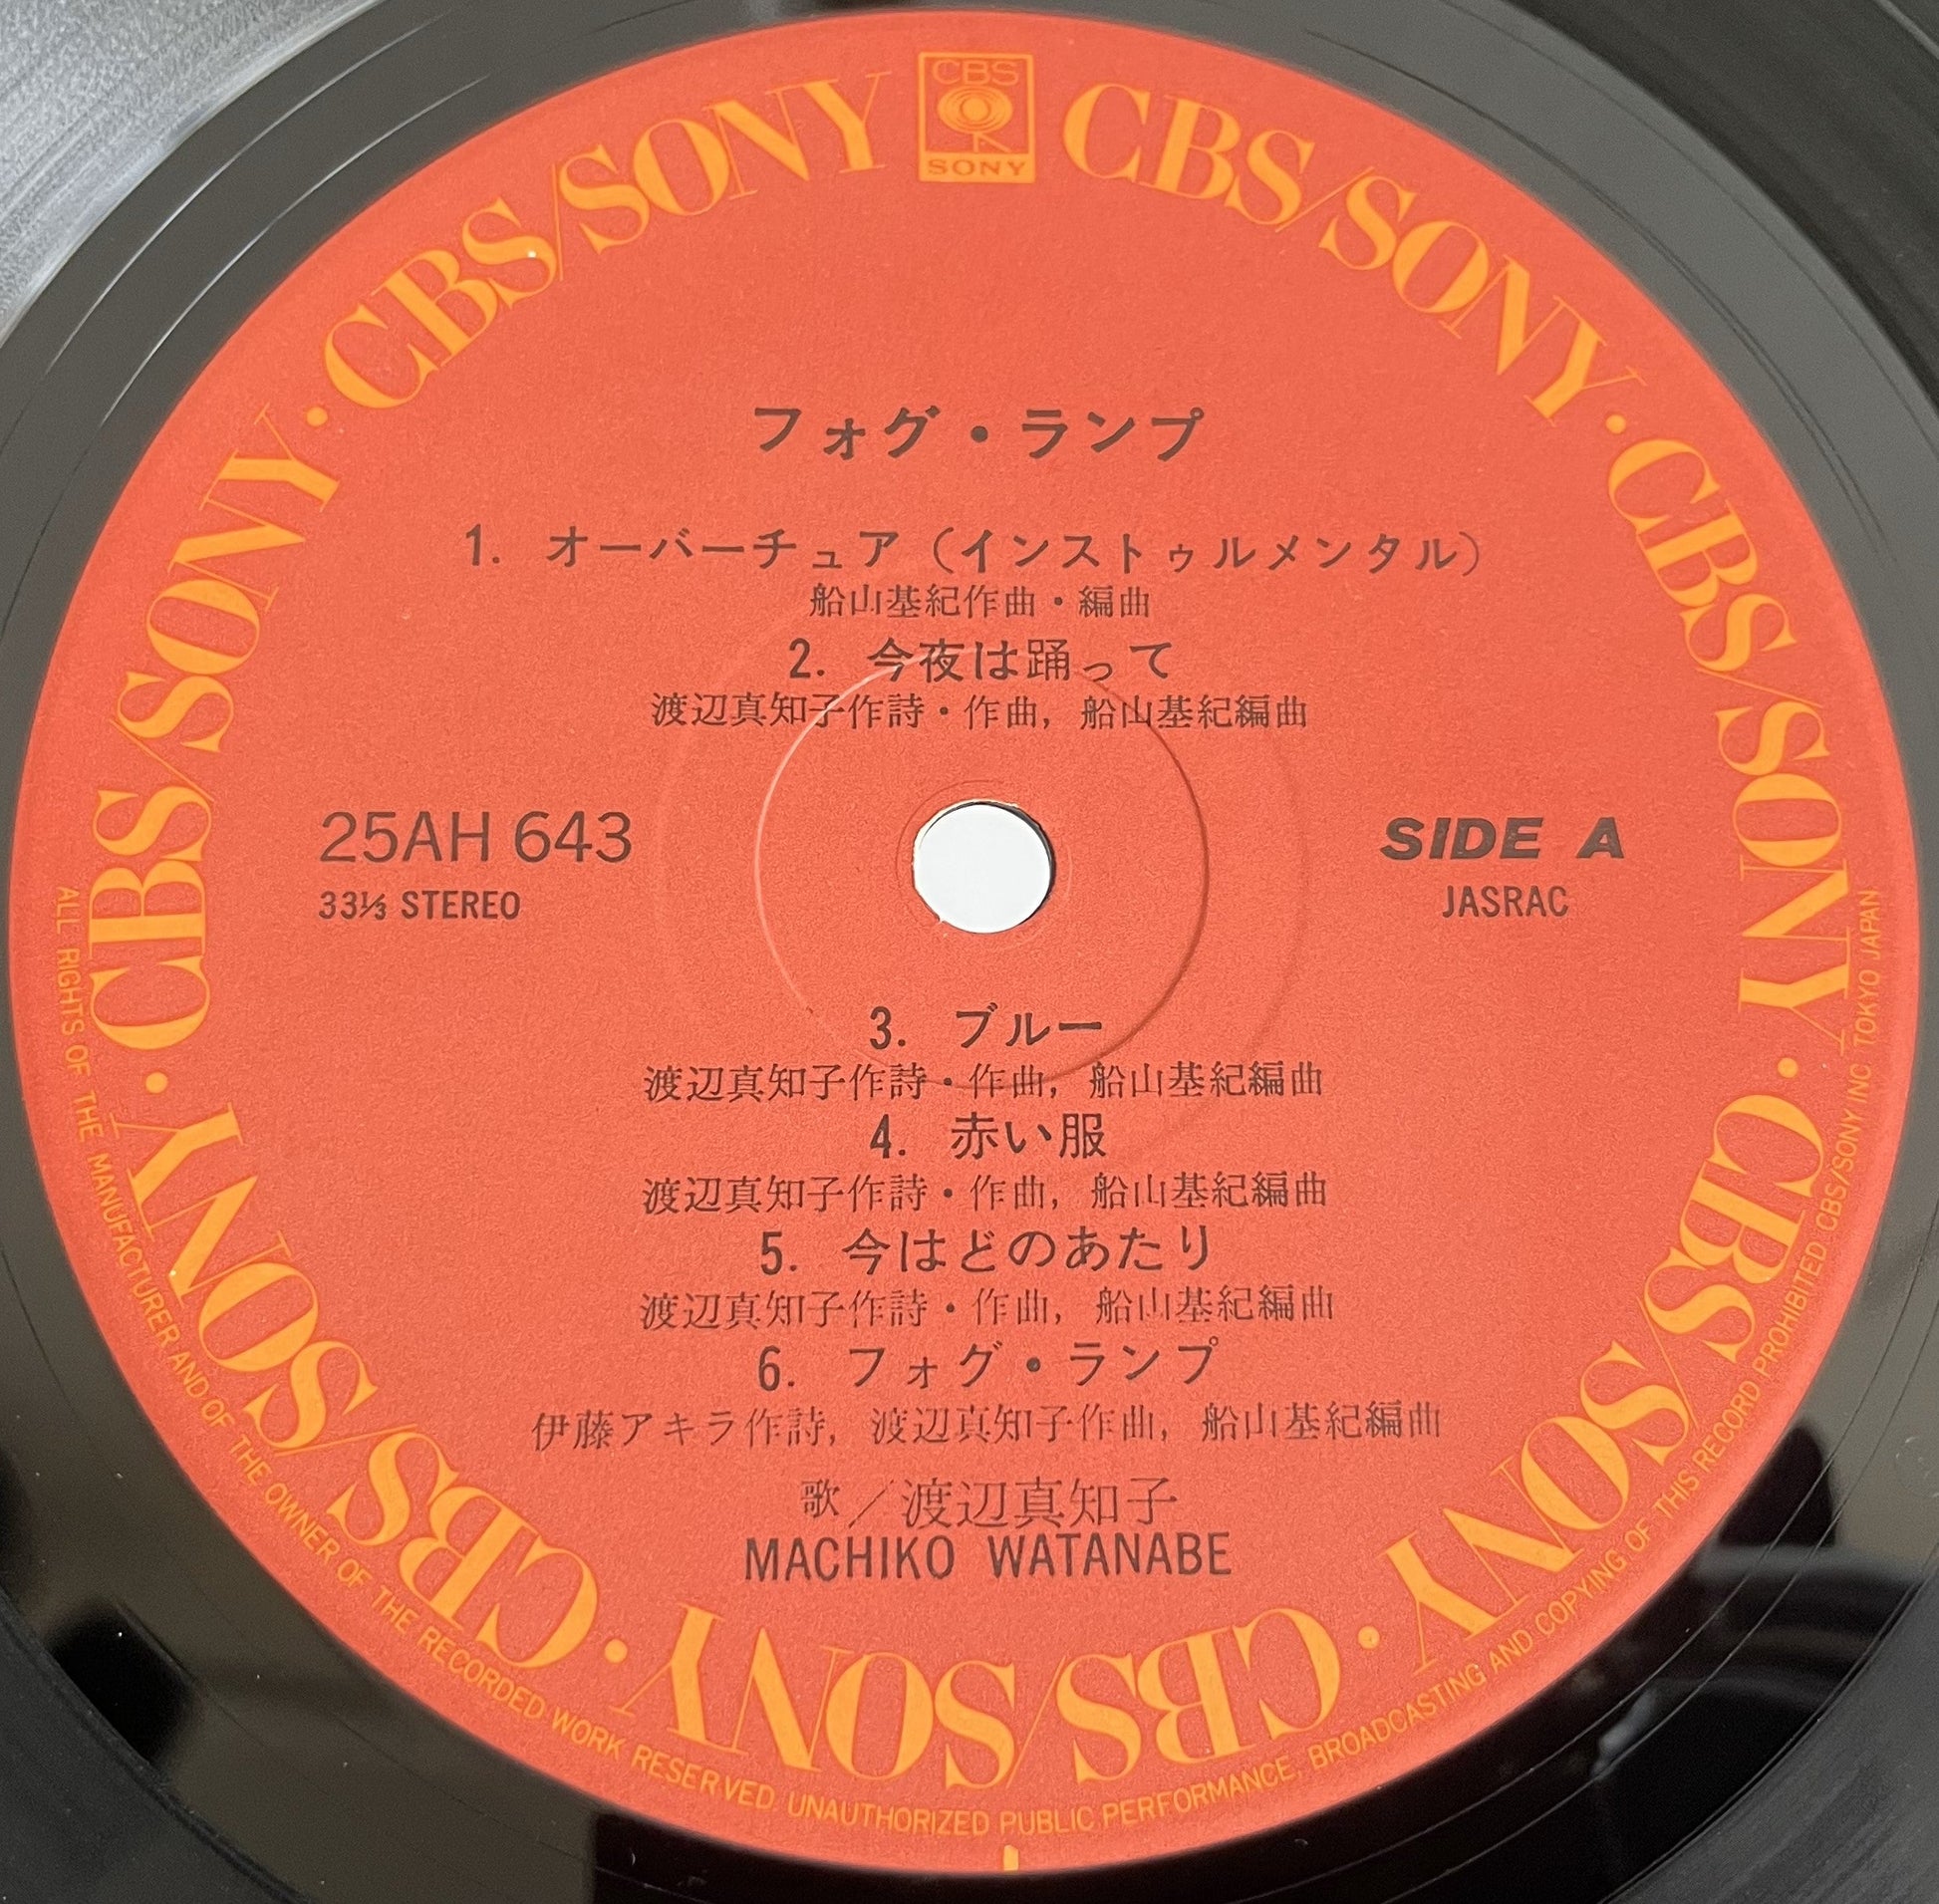 CBS
SONY
CBS/SONY・CBS/SONY・CBS/SONY・CBS/SONY・CBS/SONY・CBS/SONY・CBS/SONY
フォグ・ランプ
1. オーバーチュア（インストゥルメンタル）
船山基紀作曲・編曲
2. 今夜は踊って
渡辺真知子作詩・作曲, 船山基紀編曲
25AH 643
33⅓ STEREO
SIDE A
JASRAC
3. ブルー
渡辺真知子作詩・作曲, 船山基紀編曲
4. 赤い服
渡辺真知子作詩・作曲, 船山基紀編曲
5. 今はどのあたり
渡辺真知子作詩・作曲, 船山基紀編曲
6. フォグ・ランプ
伊藤アキラ作詩, 渡辺真知子作曲, 船山基紀編曲
歌／渡辺真知子
MACHIKO WATANABE
ALL RIGHTS OF THE MANUFACTURER AND OF THE OWNER OF THE RECORDED WORK RESERVED UNAUTHORIZED PUBLIC PERFORMANCE, BROADCASTING AND COPYING OF THIS RECORD PROHIBITED CBS/SONY INC TOKYO JAPAN